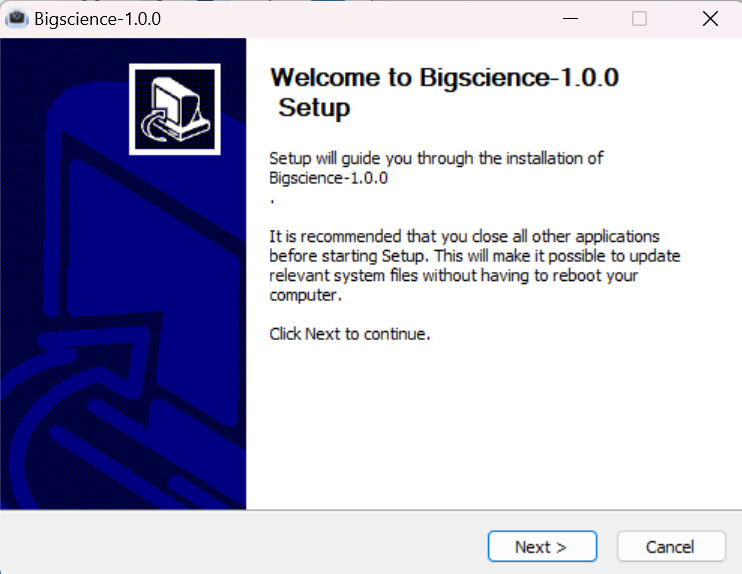 Bigscience-1.0.0
Welcome to Bigscience-1.0.0
Setup
Setup will guide you through the installation of
Bigscience-1.0.0
.
It is recommended that you close all other applications
before starting Setup. This will make it possible to update
relevant system files without having to reboot your
computer.
Click Next to continue.
Next >
Cancel